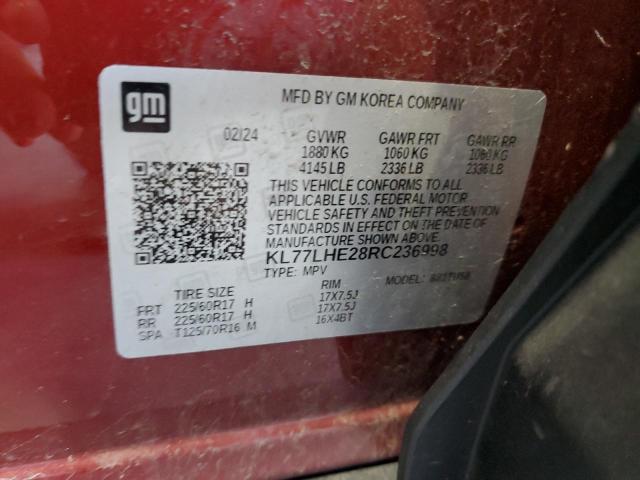 gm
MFD BY GM KOREA COMPANY
02/24 GVWR GAWR FRT GAWR RR
1880 KG 1060 KG 1060 KG
4145 LB 2336 LB 2336 LB
THIS VEHICLE CONFORMS TO ALL
APPLICABLE U.S. FEDERAL MOTOR
VEHICLE SAFETY AND THEFT PREVENTION
STANDARDS IN EFFECT ON THE DATE OF
MANUFACTURE SHOWN ABOVE.
KL77LHE28RC236998
TYPE: MPV MODEL:
TIRE SIZE RIM
FRT 225/60R17 H 17X7.5J
RR 225/60R17 H 17X7.5J
SPA T125/70R16 M 16X4BT